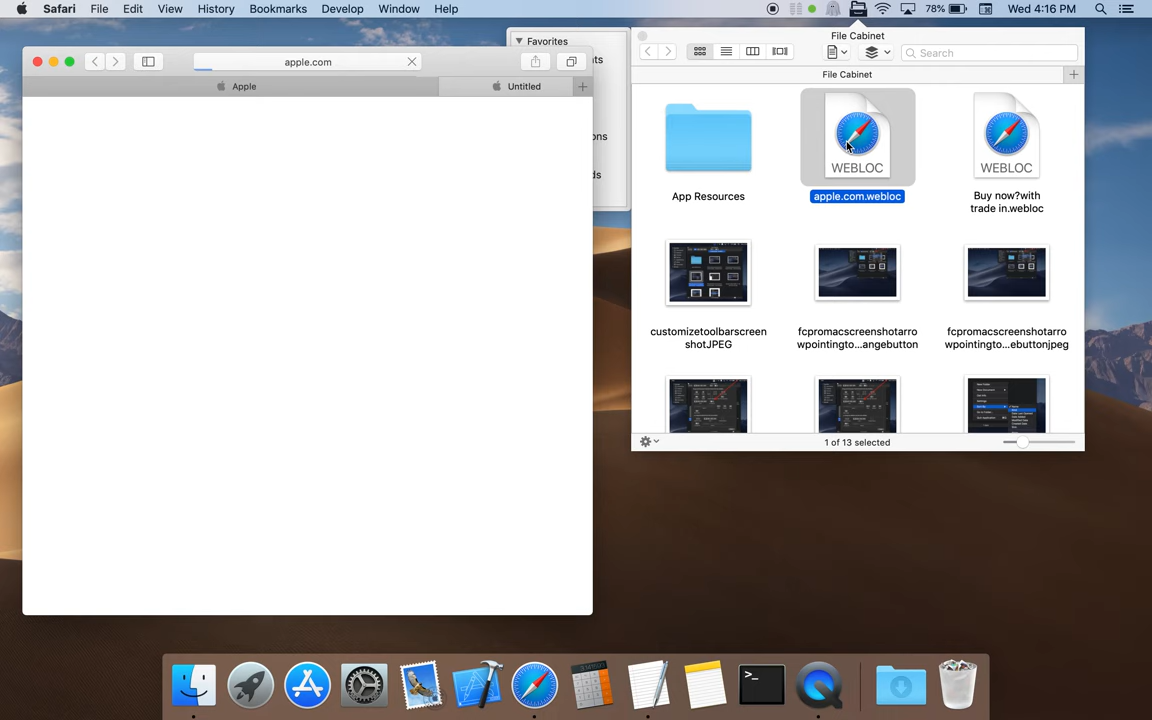 Safari File Edit View History Bookmarks Develop Window Help
78% Wed 4:16 PM
Favorites
apple.com
Apple
Untitled
File Cabinet
Search
File Cabinet
WEBLOC
WEBLOC
App Resources
apple.com.webloc
Buy now?with
trade in.webloc
customizetoolbarscreen
shotJPEG
fcpromacscreenshotarro
wpointingto...angebutton
fcpromacscreenshotarro
wpointingto...ebuttonjpeg
1 of 13 selected